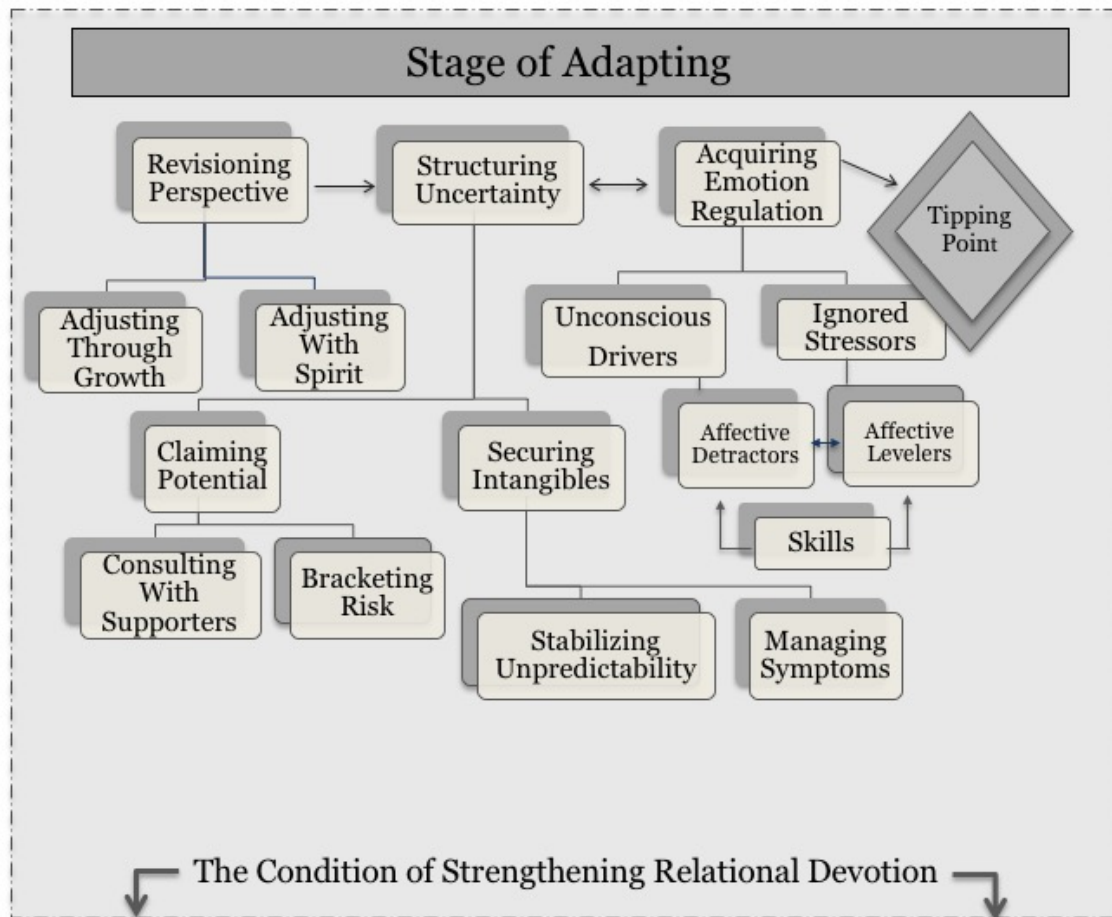 Stage of Adapting
Revisioning
Perspective
Structuring
Uncertainty
Acquiring
Emotion
Regulation
Tipping
Point
Adjusting
Through
Growth
Adjusting
With
Spirit
Unconscious
Drivers
Ignored
Stressors
Claiming
Potential
Securing
Intangibles
Affective
Detractors
Affective
Levelers
Skills
Consulting
With
Supporters
Bracketing
Risk
Stabilizing
Unpredictability
Managing
Symptoms
The Condition of Strengthening Relational Devotion